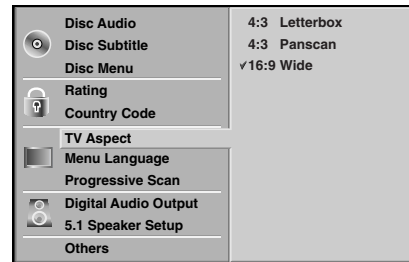 Disc Audio
Disc Subtitle
Disc Menu
Rating
Country Code
TV Aspect
Menu Language
Progressive Scan
Digital Audio Output
5.1 Speaker Setup
Others
4:3 Letterbox
4:3 Panscan
✓16:9 Wide